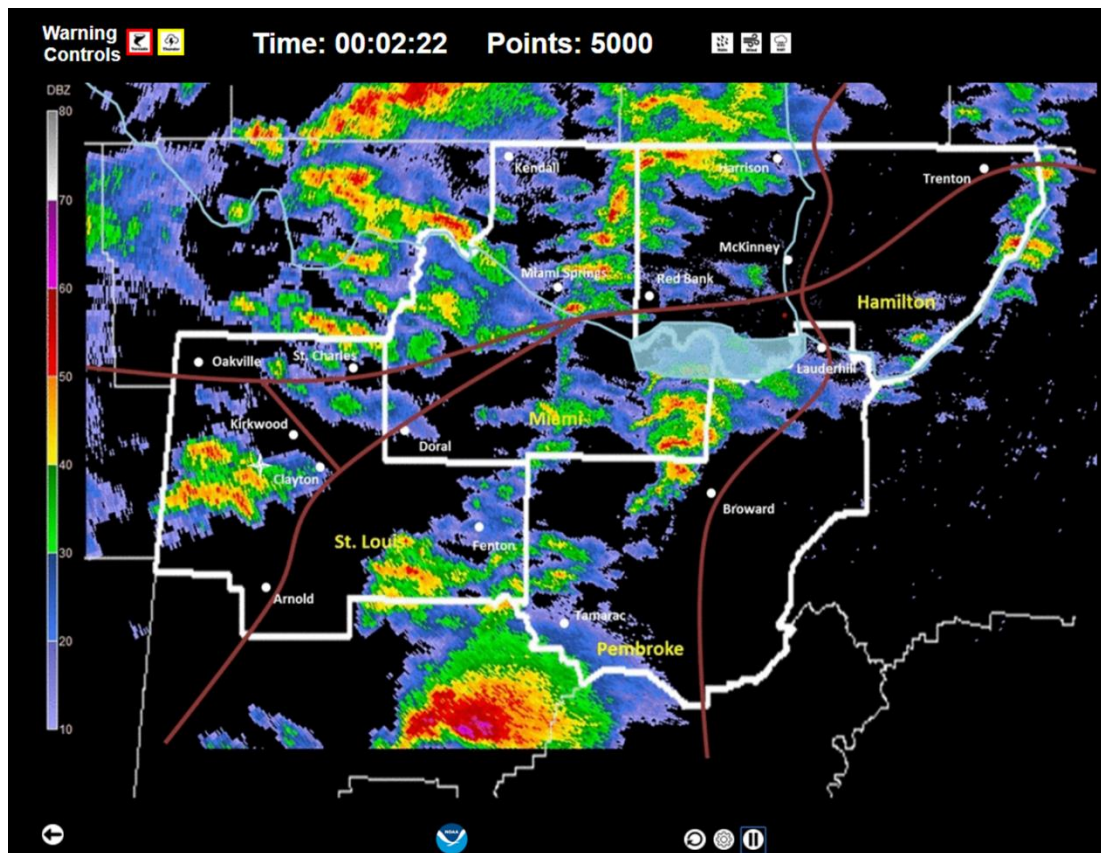 Warning
Controls
Time: 00:02:22
Points: 5000
DBZ
80
70
60
50
40
30
20
10
Kendall
Harrison
Trenton
McKinney
Miami Springs
Red Bank
Hamilton
Oakville
St. Charles
Lauderhill
Kirkwood
Miami
Doral
Clayton
Broward
St. Louis
Fenton
Arnold
Tamarac
Pembroke
NOAA